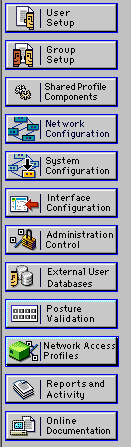 User
Setup
Group
Setup
Shared Profile
Components
Network
Configuration
System
Configuration
Interface
Configuration
Administration
Control
External User
Databases
Posture
Validation
Network Access
Profiles
Reports and
Activity
Online
Documentation